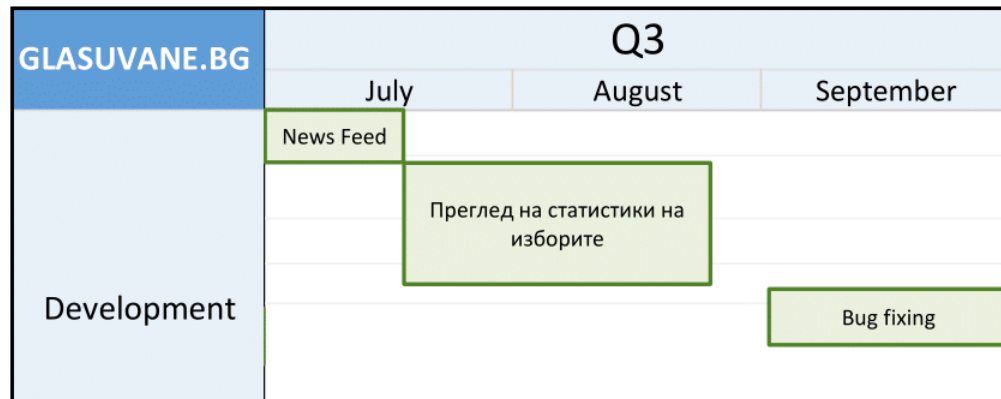 GLASUVANE.BG
Q3
July
August
September
News Feed
Преглед на статистики на
изборите
Development
Bug fixing